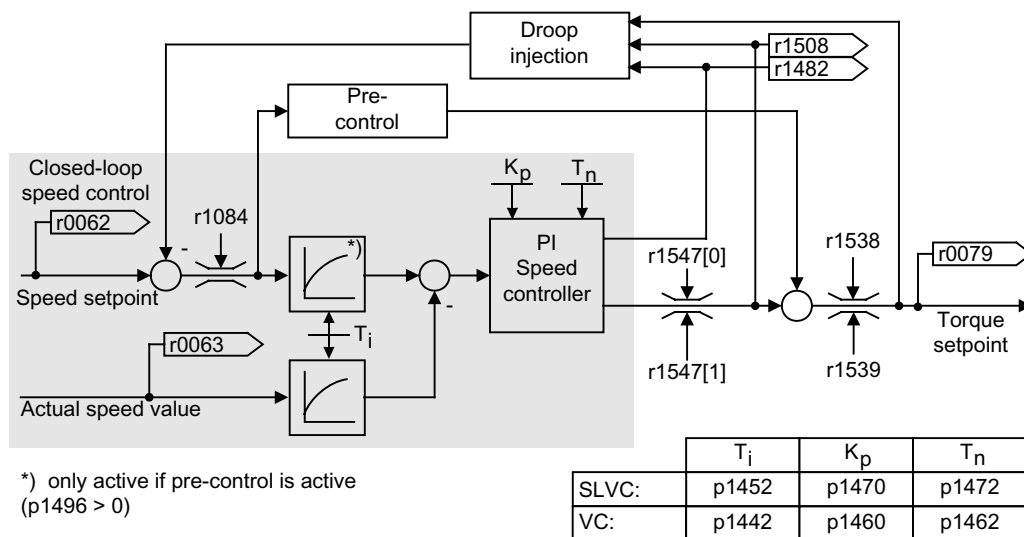 Droop
injection
r1508
r1482
Pre-
control
Closed-loop
speed control
r0062
r1084
Kp
Tn
*)
PI
Speed
controller
r1547[0]
r1538
r0079
Speed setpoint
r0063
Ti
Torque
setpoint
r1547[1]
r1539
Actual speed value
*) only active if pre-control is active
(p1496 > 0)
Ti Kp Tn
SLVC: p1452 p1470 p1472
VC: p1442 p1460 p1462